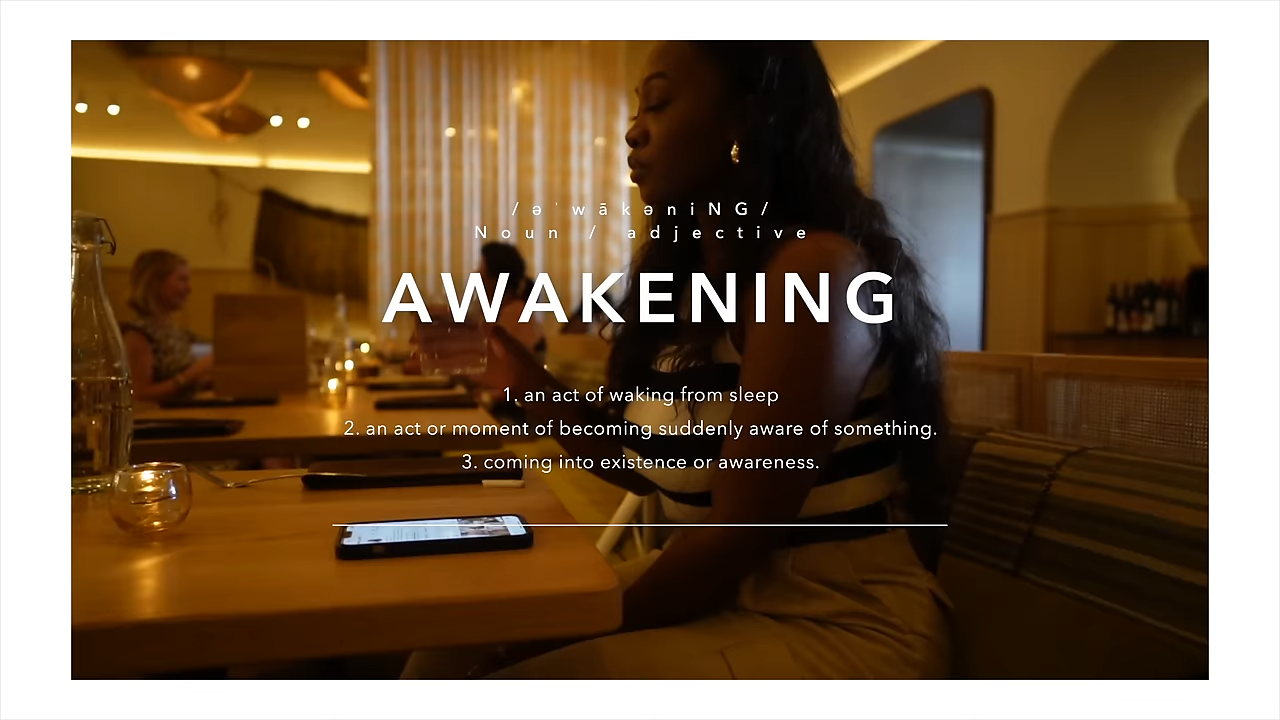 /əˈwākəniNG/
Noun / adjective
AWAKENING
1. an act of waking from sleep
2. an act or moment of becoming suddenly aware of something.
3. coming into existence or awareness.